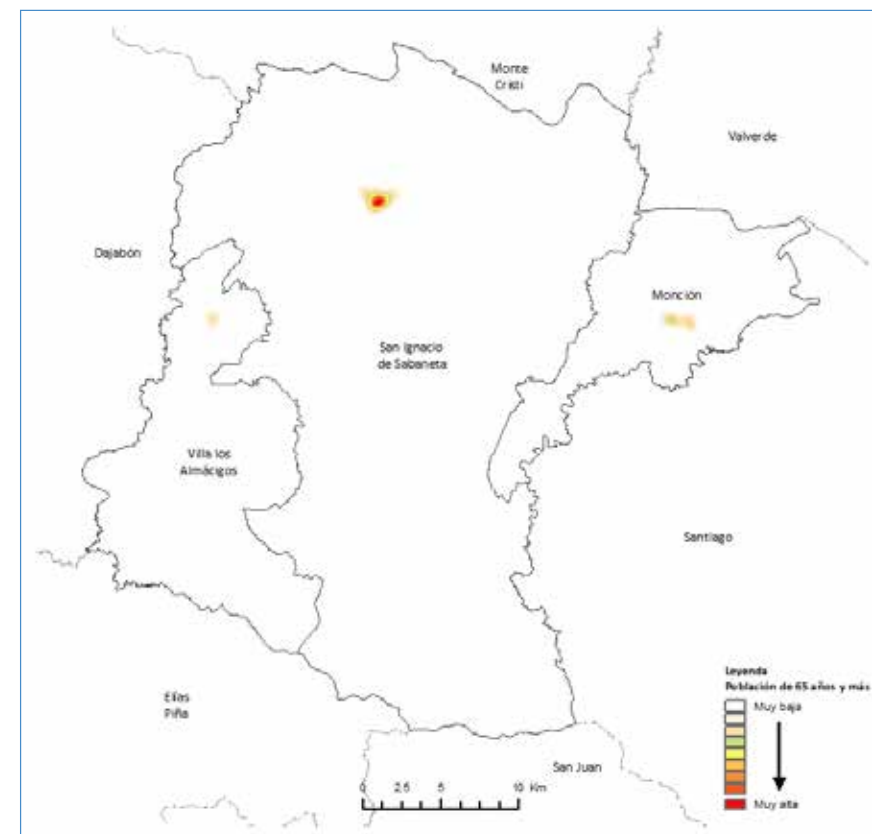 Monte
Cristi
Valverde
Dajabón
Monción
San Ignacio
de Sabaneta
Villa los
Almácigos
Santiago
Elías
Piña
San Juan
Leyenda
Población de 65 años y más
Muy baja
Muy alta
0 2.5 5 10 Km